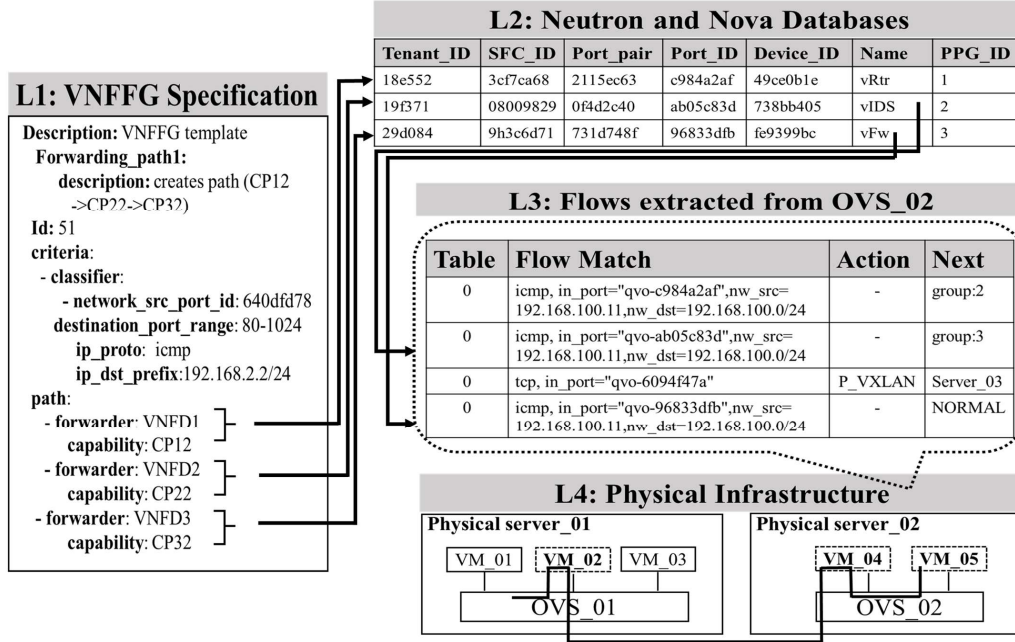 L1: VNFFG Specification
Description: VNFFG template
Forwarding_path1:
description: creates path (CP12
->CP22->CP32)
Id: 51
criteria:
- classifier:
- network_src_port_id: 640dfd78
destination_port_range: 80-1024
ip_proto: icmp
ip_dst_prefix:192.168.2.2/24
path:
- forwarder: VNFD1
capability: CP12
- forwarder: VNFD2
capability: CP22
- forwarder: VNFD3
capability: CP32
L2: Neutron and Nova Databases
Tenant_ID SFC_ID Port_pair Port_ID Device_ID Name PPG_ID
18e552 3cf7ca68 2115ec63 c984a2af 49ce0b1e vRtr 1
19f371 08009829 0f4d2c40 ab05c83d 738bb405 vIDS 2
29d084 9h3c6d71 731d748f 96833dfb fe9399bc vFw 3
L3: Flows extracted from OVS_02
Table Flow Match Action Next
0 icmp, in_port="qvo-c984a2af",nw_src= - group:2
192.168.100.11,nw_dst=192.168.100.0/24
0 icmp, in_port="qvo-ab05c83d",nw_src= - group:3
192.168.100.11,nw_dst=192.168.100.0/24
0 tcp, in_port="qvo-6094f47a" P_VXLAN Server_03
0 icmp, in_port="qvo-96833dfb",nw_src= - NORMAL
192.168.100.11,nw_dst=192.168.100.0/24
L4: Physical Infrastructure
Physical server_01 Physical server_02
VM_01 VM_02 VM_03 VM_04 VM_05
OVS_01 OVS_02